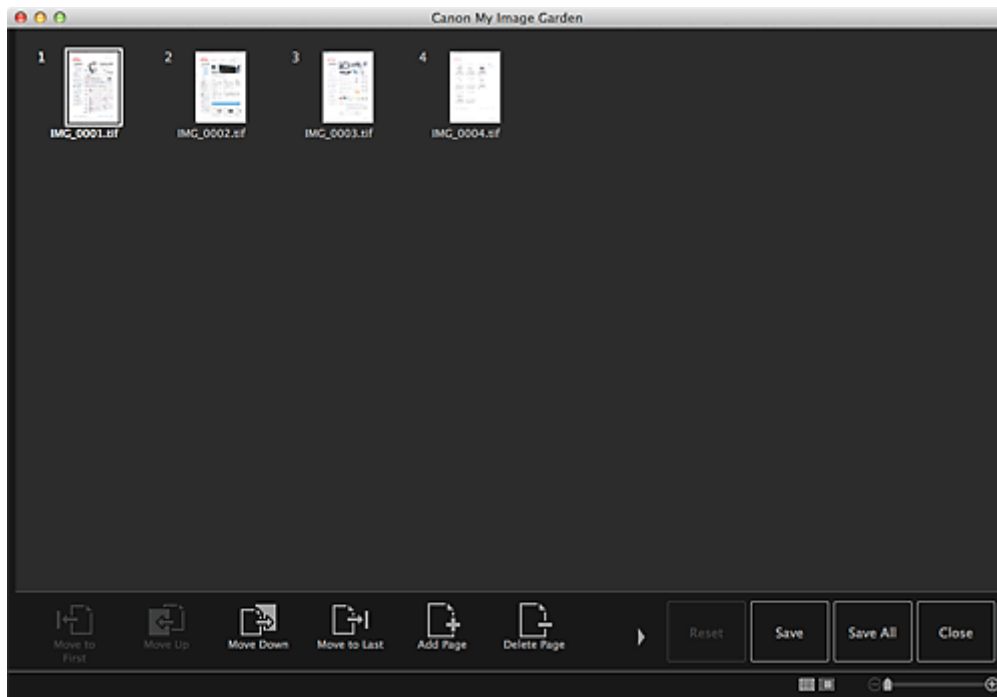 Canon My Image Garden
1 2 3 4
IMG_0001.tif IMG_0002.tif IMG_0003.tif IMG_0004.tif
Move to First Move Up Move Down Move to Last Add Page Delete Page Reset Save Save All Close